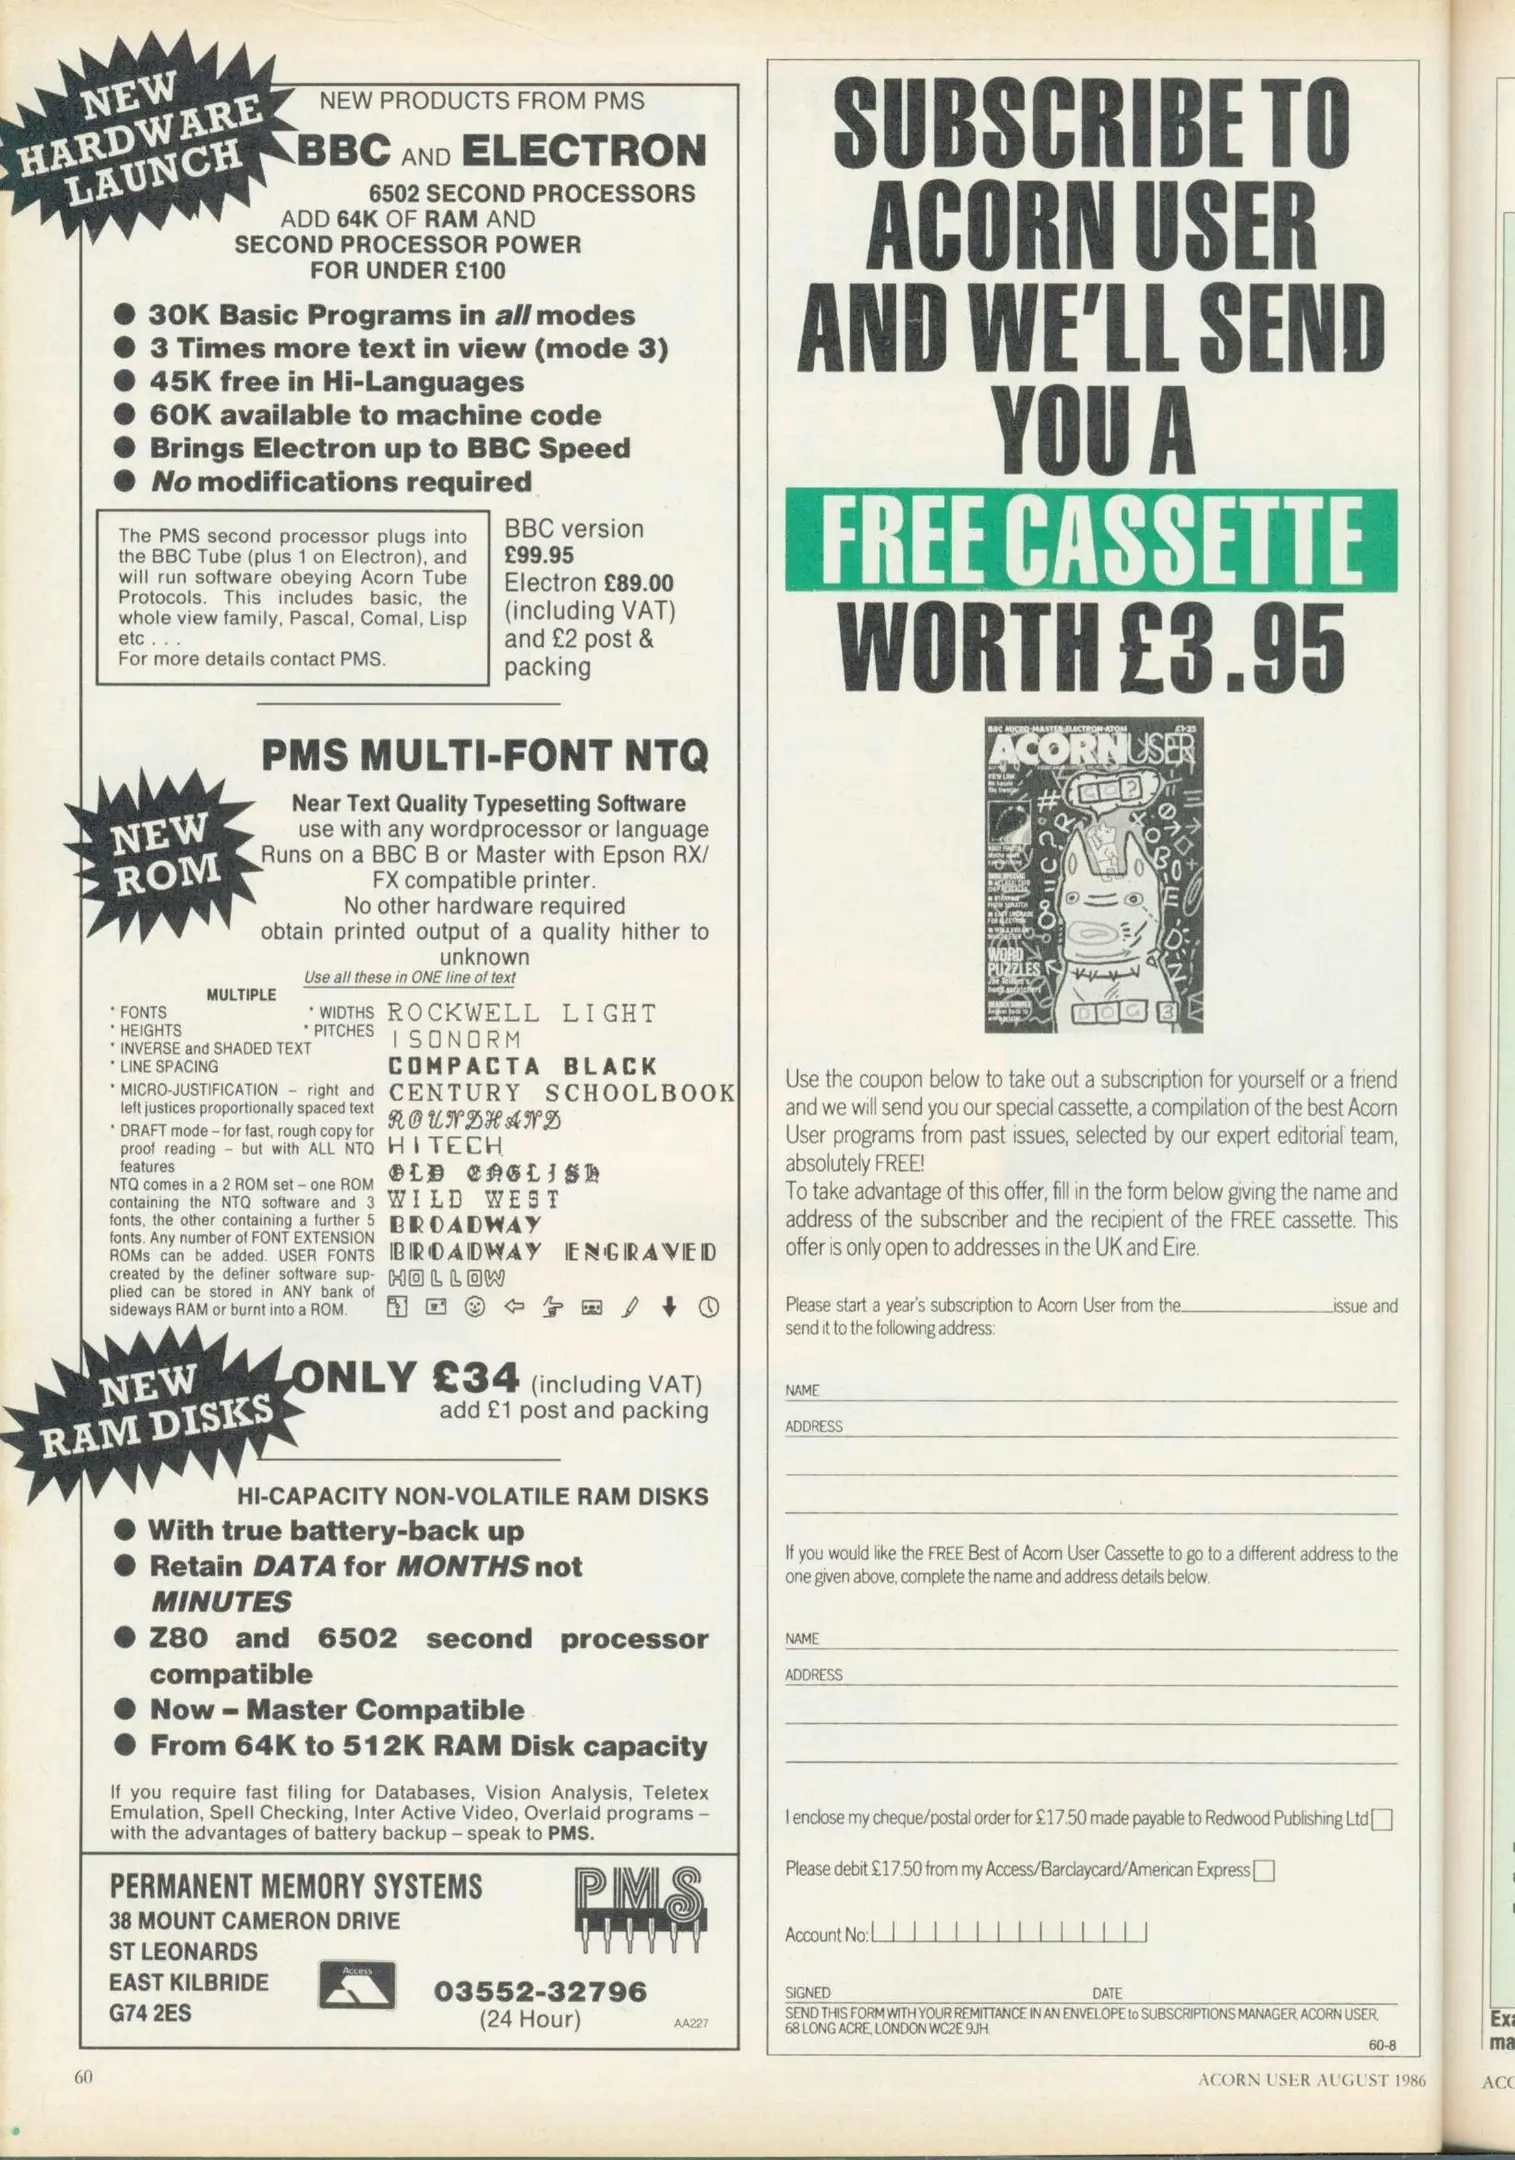 NEW
HARDWARE
LAUNCH
NEW PRODUCTS FROM PMS
BBC AND ELECTRON
6502 SECOND PROCESSORS
ADD 64K OF RAM AND
SECOND PROCESSOR POWER
FOR UNDER £100
● 30K Basic Programs in all modes
● 3 Times more text in view (mode 3)
● 45K free in Hi-Languages
● 60K available to machine code
● Brings Electron up to BBC Speed
● No modifications required
The PMS second processor plugs into
the BBC Tube (plus 1 on Electron), and
will run software obeying Acorn Tube
Protocols. This includes basic, the
whole view family, Pascal, Comal, Lisp
etc . . .
For more details contact PMS.
BBC version
£99.95
Electron £89.00
(including VAT)
and £2 post &
packing
PMS MULTI-FONT NTQ
NEW
ROM
Near Text Quality Typesetting Software
use with any wordprocessor or language
Runs on a BBC B or Master with Epson RX/
FX compatible printer.
No other hardware required
obtain printed output of a quality hither to
unknown
Use all these in ONE line of text
MULTIPLE
* FONTS * WIDTHS
* HEIGHTS * PITCHES
* INVERSE and SHADED TEXT
* LINE SPACING
* MICRO-JUSTIFICATION – right and
left justices proportionally spaced text
* DRAFT mode – for fast, rough copy for
proof reading – but with ALL NTQ
features
NTQ comes in a 2 ROM set – one ROM
containing the NTQ software and 3
fonts, the other containing a further 5
fonts. Any number of FONT EXTENSION
ROMs can be added. USER FONTS
created by the definer software sup-
plied can be stored in ANY bank of
sideways RAM or burnt into a ROM.
ROCKWELL LIGHT
ISONORM
COMPACTA BLACK
CENTURY SCHOOLBOOK
ROUNDHAND
HITECH
OLD ENGLISH
WILD WEST
BROADWAY
BROADWAY ENGRAVED
HOLLOW
NEW
RAM DISKS
ONLY £34 (including VAT)
add £1 post and packing
HI-CAPACITY NON-VOLATILE RAM DISKS
● With true battery-back up
● Retain DATA for MONTHS not
MINUTES
● Z80 and 6502 second processor
compatible
● Now – Master Compatible
● From 64K to 512K RAM Disk capacity
If you require fast filing for Databases, Vision Analysis, Teletex
Emulation, Spell Checking, Inter Active Video, Overlaid programs –
with the advantages of battery backup – speak to PMS.
PERMANENT MEMORY SYSTEMS
38 MOUNT CAMERON DRIVE
ST LEONARDS
EAST KILBRIDE
G74 2ES
PMS
Access
03552-32796
(24 Hour)
AA227
60
SUBSCRIBE TO
ACORN USER
AND WE'LL SEND
YOU A
FREE CASSETTE
WORTH £3.95
BBC MICRO·MASTER·ELECTRON·ATOM £1·25
ACORN USER
WORD
PUZZLES
DOG 3
Use the coupon below to take out a subscription for yourself or a friend
and we will send you our special cassette, a compilation of the best Acorn
User programs from past issues, selected by our expert editorial team,
absolutely FREE!
To take advantage of this offer, fill in the form below giving the name and
address of the subscriber and the recipient of the FREE cassette. This
offer is only open to addresses in the UK and Eire.
Please start a year's subscription to Acorn User from the issue and
send it to the following address:
NAME
ADDRESS
If you would like the FREE Best of Acorn User Cassette to go to a different address to the
one given above, complete the name and address details below.
NAME
ADDRESS
I enclose my cheque/postal order for £17.50 made payable to Redwood Publishing Ltd
Please debit £17.50 from my Access/Barclaycard/American Express
Account No:
SIGNED DATE
SEND THIS FORM WITH YOUR REMITTANCE IN AN ENVELOPE to SUBSCRIPTIONS MANAGER, ACORN USER,
68 LONG ACRE, LONDON WC2E 9JH.
60-8
ACORN USER AUGUST 1986